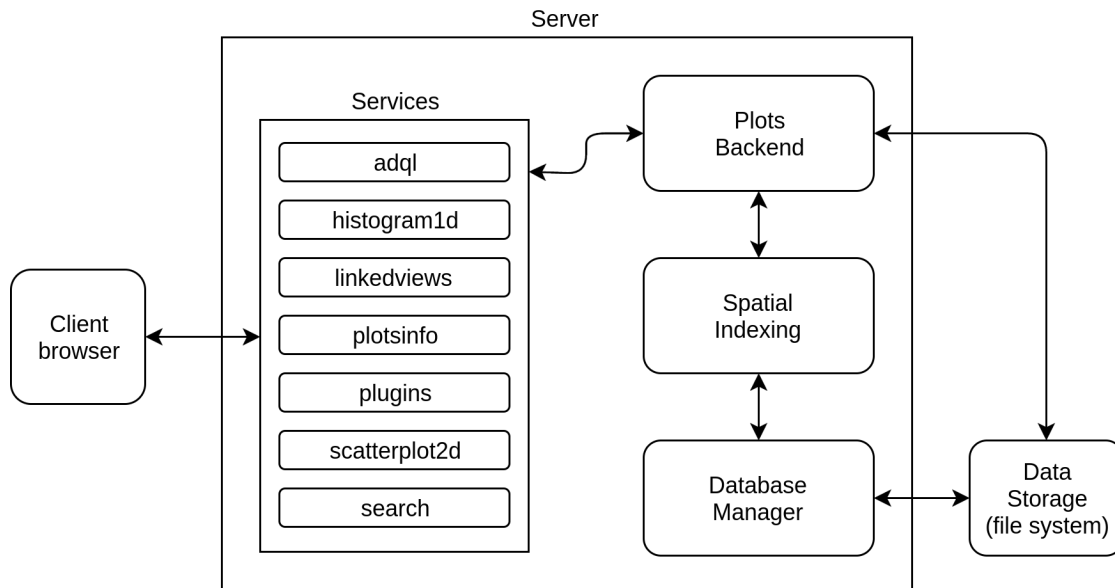 Server
Services
adql
histogram1d
linkedviews
plotsinfo
plugins
scatterplot2d
search
Client
browser
Plots
Backend
Spatial
Indexing
Database
Manager
Data
Storage
(file system)